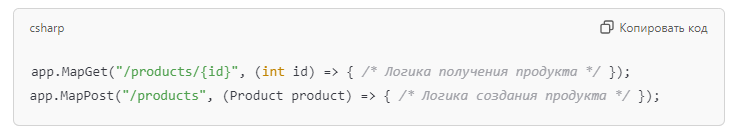 csharp
Копировать код
app.MapGet("/products/{id}", (int id) => { /* Логика получения продукта */ });
app.MapPost("/products", (Product product) => { /* Логика создания продукта */ });